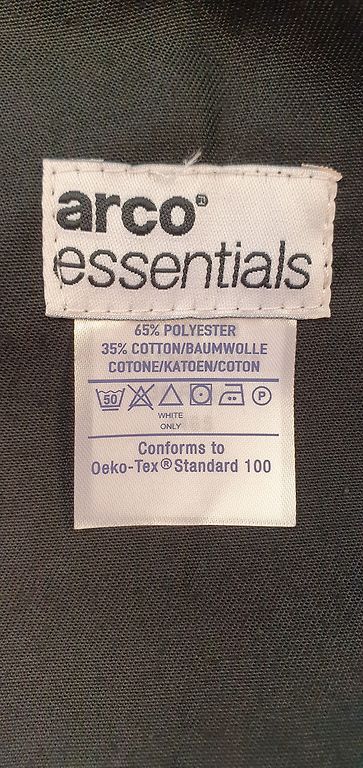 arco®
essentials
65% POLYESTER
35% COTTON/BAUMWOLLE
COTONE/KATOEN/COTON
50 P
WHITE
ONLY
Conforms to
Oeko-Tex® Standard 100